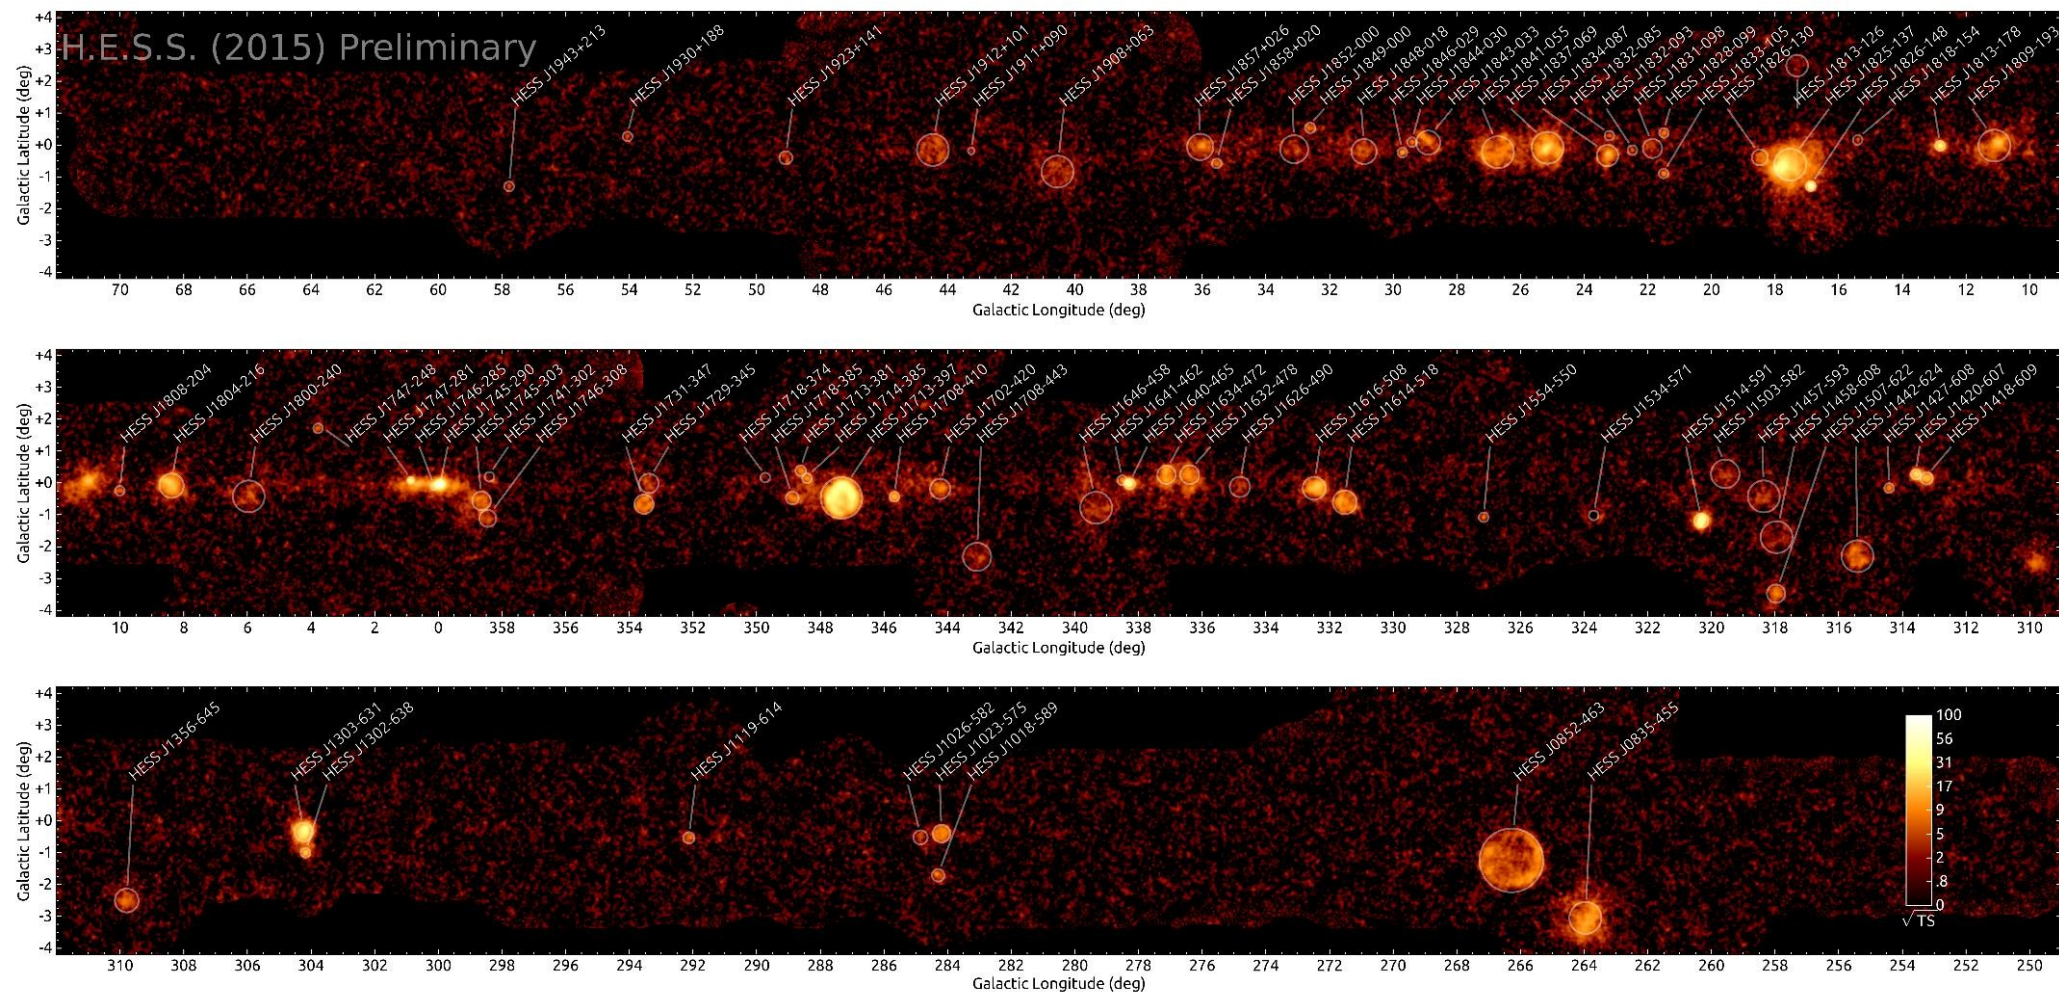 H.E.S.S. (2015) Preliminary
HESS J1943+213
HESS J1930+188
HESS J1923+141
HESS J1912+101
HESS J1911+090
HESS J1908+063
HESS J1857+026
HESS J1858+020
HESS J1852-000
HESS J1849-000
HESS J1848-018
HESS J1846-029
HESS J1844-030
HESS J1843-033
HESS J1841-055
HESS J1837-069
HESS J1834-087
HESS J1832-085
HESS J1832-093
HESS J1831-098
HESS J1828-099
HESS J1833-105
HESS J1826-130
HESS J1813-126
HESS J1825-137
HESS J1826-148
HESS J1818-154
HESS J1813-178
HESS J1809-193
Galactic Latitude (deg)
+4
+3
+2
+1
+0
-1
-2
-3
-4
70 68 66 64 62 60 58 56 54 52 50 48 46 44 42 40 38 36 34 32 30 28 26 24 22 20 18 16 14 12 10
Galactic Longitude (deg)
HESS J1808-204
HESS J1804-216
HESS J1800-240
HESS J1747-248
HESS J1747-281
HESS J1746-285
HESS J1745-290
HESS J1745-303
HESS J1741-302
HESS J1746-308
HESS J1731-347
HESS J1729-345
HESS J1718-374
HESS J1718-385
HESS J1713-381
HESS J1714-385
HESS J1713-397
HESS J1708-410
HESS J1702-420
HESS J1708-443
HESS J1646-458
HESS J1641-462
HESS J1640-465
HESS J1634-472
HESS J1632-478
HESS J1626-490
HESS J1616-508
HESS J1614-518
HESS J1554-550
HESS J1534-571
HESS J1514-591
HESS J1503-582
HESS J1457-593
HESS J1458-608
HESS J1507-622
HESS J1442-624
HESS J1427-608
HESS J1420-607
HESS J1418-609
Galactic Latitude (deg)
+4
+3
+2
+1
+0
-1
-2
-3
-4
10 8 6 4 2 0 358 356 354 352 350 348 346 344 342 340 338 336 334 332 330 328 326 324 322 320 318 316 314 312 310
Galactic Longitude (deg)
HESS J1356-645
HESS J1303-631
HESS J1302-638
HESS J1119-614
HESS J1026-582
HESS J1023-575
HESS J1018-589
HESS J0852-463
HESS J0835-455
Galactic Latitude (deg)
+4
+3
+2
+1
+0
-1
-2
-3
-4
100
56
31
17
9
5
2
.8
0
√TS
310 308 306 304 302 300 298 296 294 292 290 288 286 284 282 280 278 276 274 272 270 268 266 264 262 260 258 256 254 252 250
Galactic Longitude (deg)